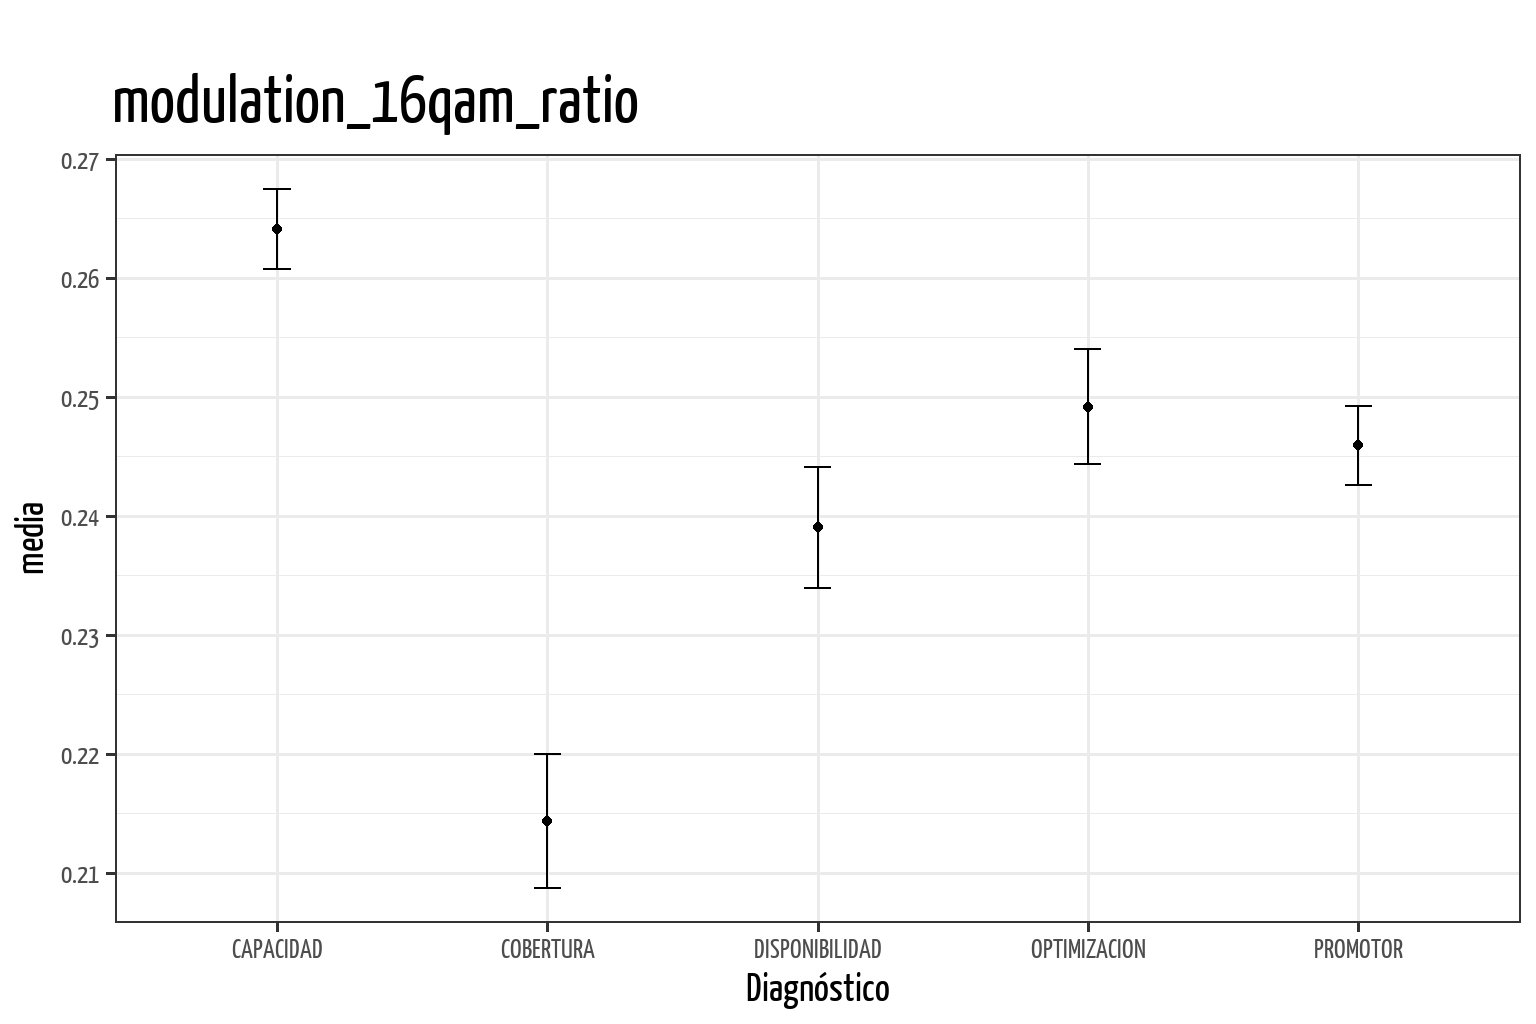 modulation_16qam_ratio
0.27
0.26
0.25
0.24
0.23
0.22
0.21
media
CAPACIDAD COBERTURA DISPONIBILIDAD OPTIMIZACION PROMOTOR
Diagnóstico